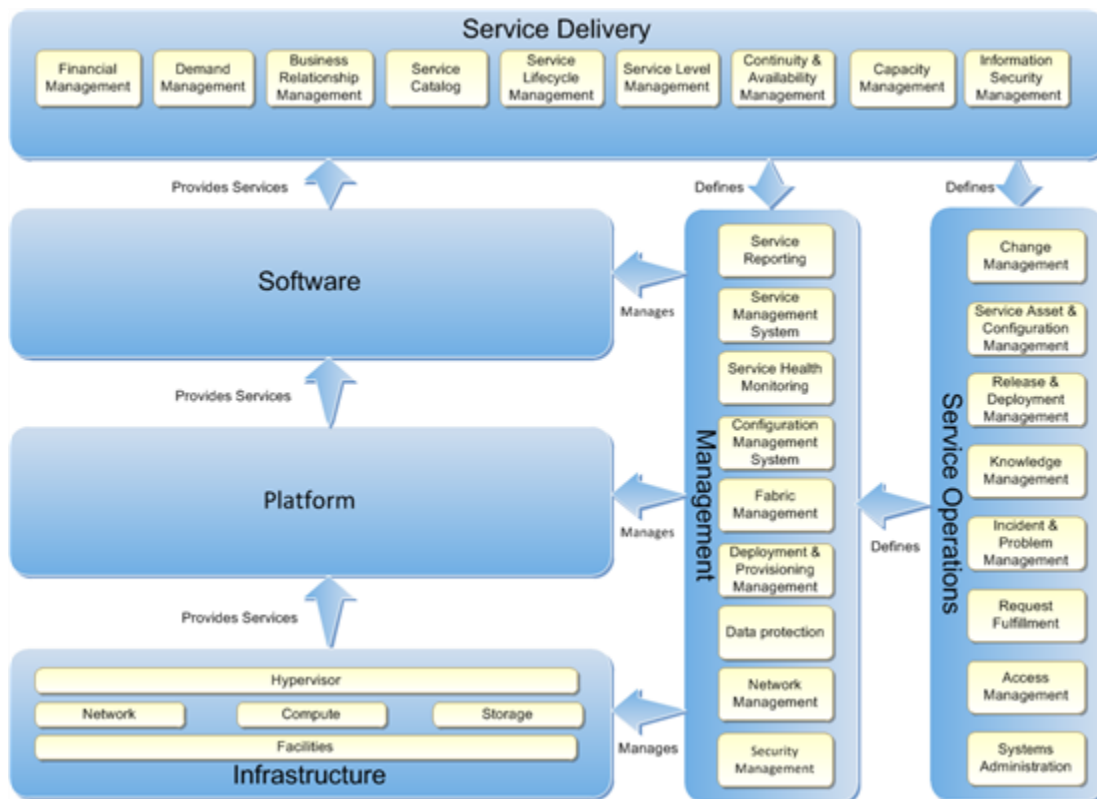 Service Delivery
Financial
Management
Demand
Management
Business
Relationship
Management
Service
Catalog
Service
Lifecycle
Management
Service Level
Management
Continuity &
Availability
Management
Capacity
Management
Information
Security
Management
Provides Services
Defines
Defines
Software
Manages
Provides Services
Platform
Manages
Provides Services
Hypervisor
Network
Compute
Storage
Facilities
Infrastructure
Manages
Management
Service
Reporting
Service
Management
System
Service Health
Monitoring
Configuration
Management
System
Fabric
Management
Deployment &
Provisioning
Management
Data protection
Network
Management
Security
Management
Defines
Service Operations
Change
Management
Service Asset &
Configuration
Management
Release &
Deployment
Management
Knowledge
Management
Incident &
Problem
Management
Request
Fulfillment
Access
Management
Systems
Administration